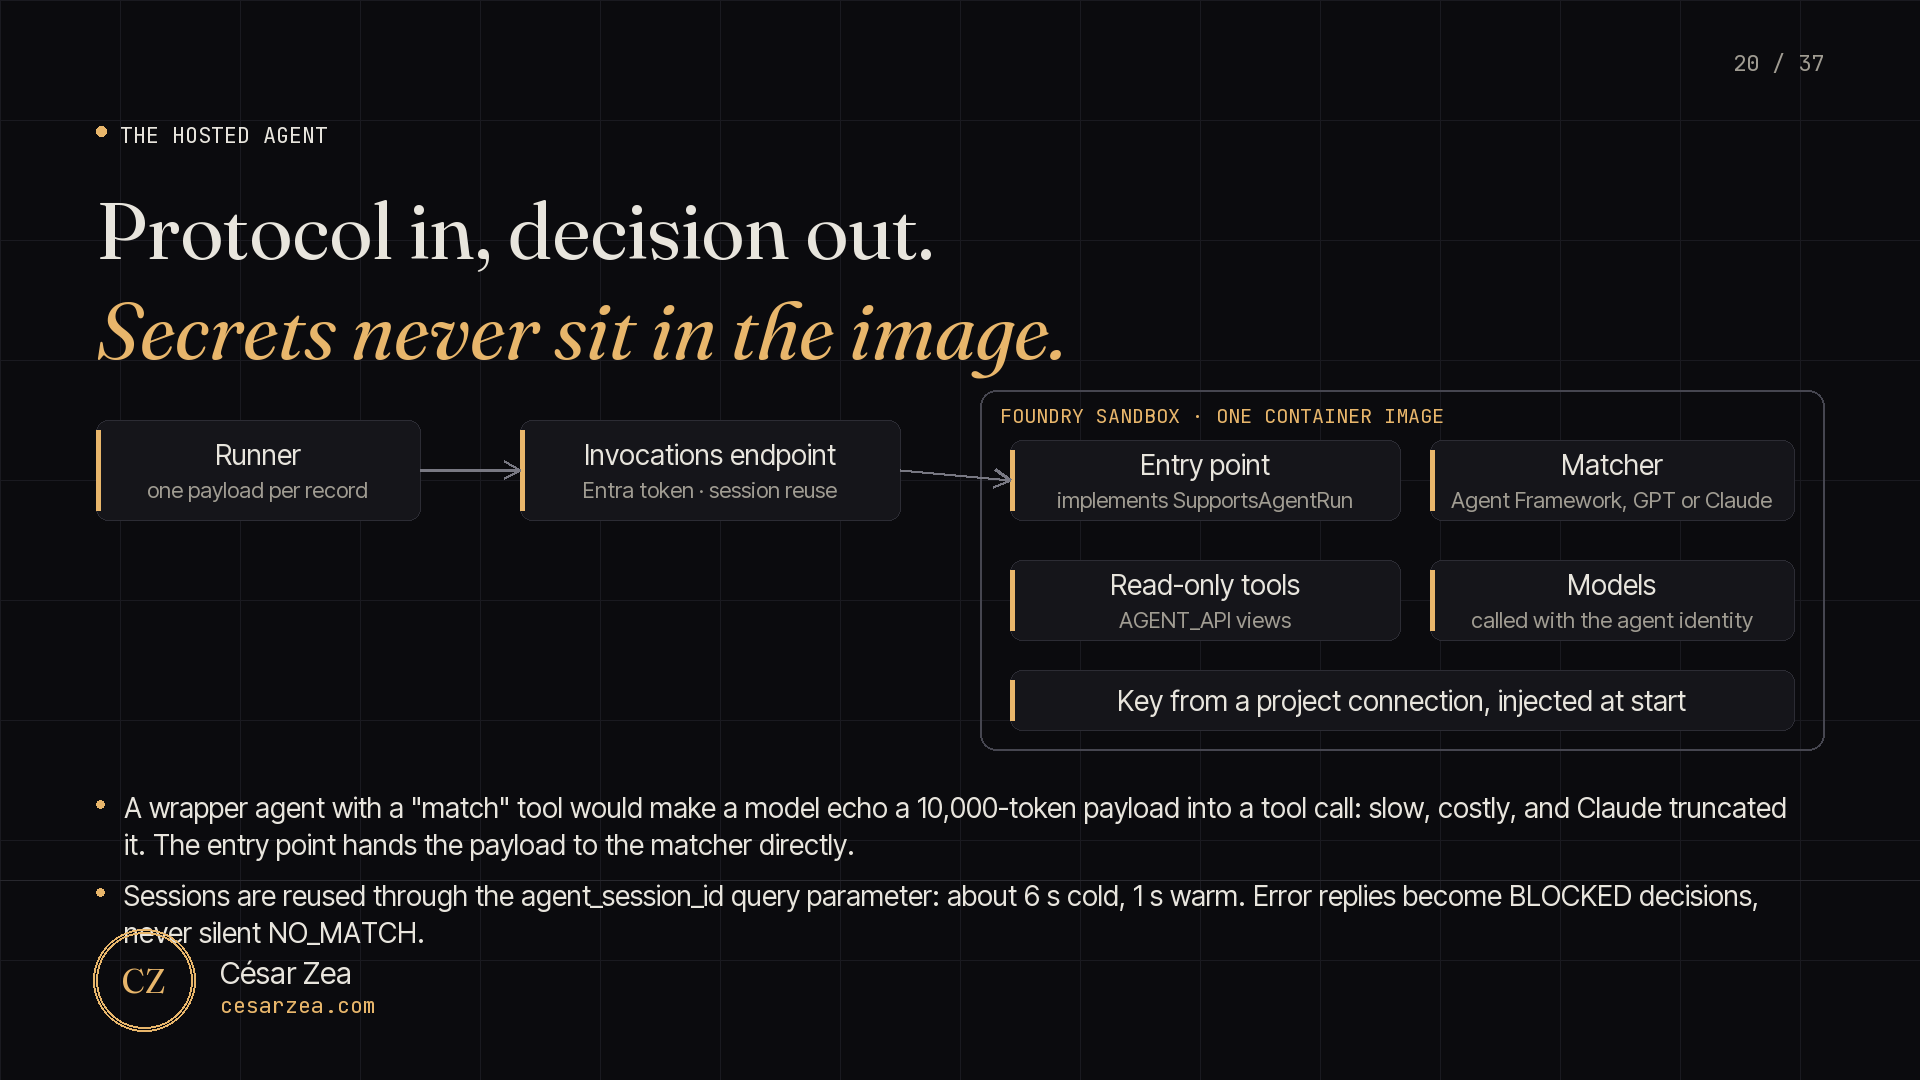 20 / 37
THE HOSTED AGENT
Protocol in, decision out.
Secrets never sit in the image.
Runner
one payload per record
Invocations endpoint
Entra token · session reuse
FOUNDRY SANDBOX · ONE CONTAINER IMAGE
Entry point
implements SupportsAgentRun
Matcher
Agent Framework, GPT or Claude
Read-only tools
AGENT_API views
Models
called with the agent identity
Key from a project connection, injected at start
A wrapper agent with a "match" tool would make a model echo a 10,000-token payload into a tool call: slow, costly, and Claude truncated
it. The entry point hands the payload to the matcher directly.
Sessions are reused through the agent_session_id query parameter: about 6 s cold, 1 s warm. Error replies become BLOCKED decisions,
never silent NO_MATCH.
CZ
César Zea
cesarzea.com